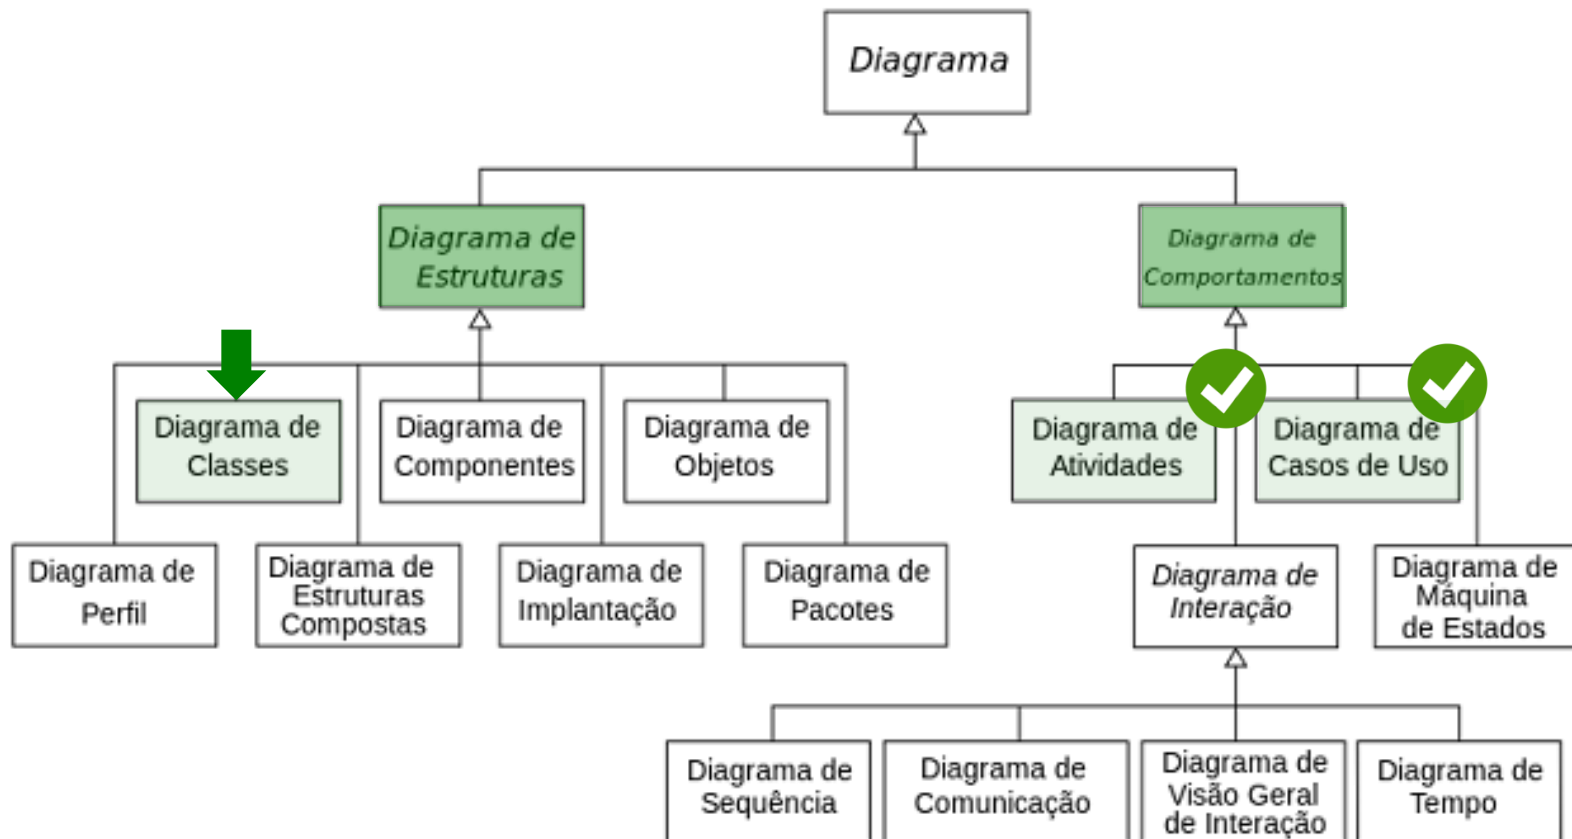 Diagrama
Diagrama de
Estruturas
Diagrama de
Comportamentos
Diagrama de
Classes
Diagrama de
Componentes
Diagrama de
Objetos
Diagrama de
Atividades
Diagrama de
Casos de Uso
Diagrama de
Perfil
Diagrama de
Estruturas
Compostas
Diagrama de
Implantação
Diagrama de
Pacotes
Diagrama de
Interação
Diagrama de
Máquina
de Estados
Diagrama de
Sequência
Diagrama de
Comunicação
Diagrama de
Visão Geral
de Interação
Diagrama de
Tempo